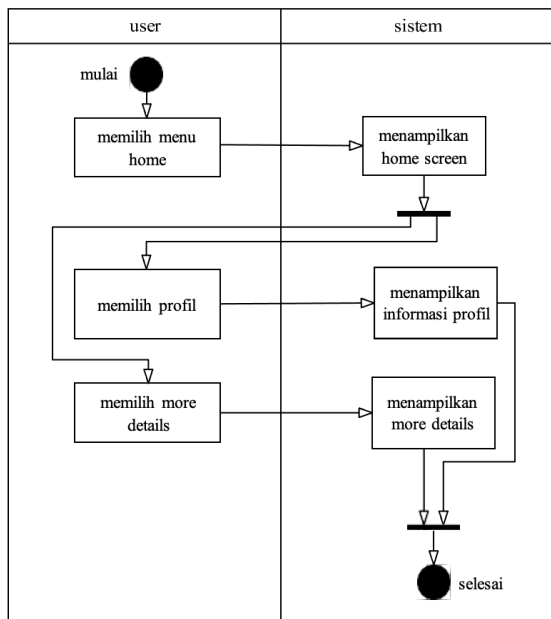 user
sistem
mulai
memilih menu
home
menampilkan
home screen
memilih profil
menampilkan
informasi profil
memilih more
details
menampilkan
more details
selesai